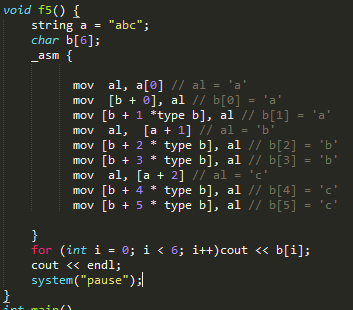 void f5() {
string a = "abc";
char b[6];
_asm {
mov al, a[0] // al = 'a'
mov [b + 0], al // b[0] = 'a'
mov [b + 1 *type b], al // b[1] = 'a'
mov al, [a + 1] // al = 'b'
mov [b + 2 * type b], al // b[2] = 'b'
mov [b + 3 * type b], al // b[3] = 'b'
mov al, [a + 2] // al = 'c'
mov [b + 4 * type b], al // b[4] = 'c'
mov [b + 5 * type b], al // b[5] = 'c'
}
for (int i = 0; i < 6; i++)cout << b[i];
cout << endl;
system("pause");
}
int main()